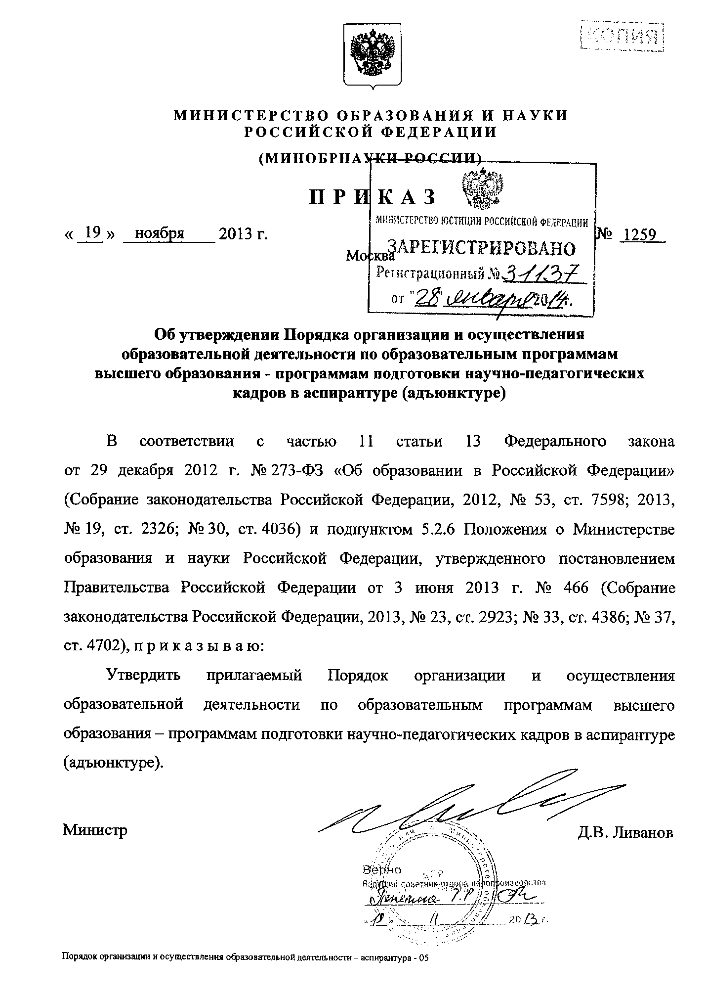 КОПИЯ
МИНИСТЕРСТВО ОБРАЗОВАНИЯ И НАУКИ
РОССИЙСКОЙ ФЕДЕРАЦИИ
(МИНОБРНАУКИ РОССИИ)
ПРИКАЗ
« 19 » ноября 2013 г.
№ 1259
Москва
МИНИСТЕРСТВО ЮСТИЦИИ РОССИЙСКОЙ ФЕДЕРАЦИИ
ЗАРЕГИСТРИРОВАНО
Регистрационный № 31137
от "28" января 2014г.
Об утверждении Порядка организации и осуществления
образовательной деятельности по образовательным программам
высшего образования - программам подготовки научно-педагогических
кадров в аспирантуре (адъюнктуре)
В соответствии с частью 11 статьи 13 Федерального закона
от 29 декабря 2012 г. № 273-ФЗ «Об образовании в Российской Федерации»
(Собрание законодательства Российской Федерации, 2012, № 53, ст. 7598; 2013,
№ 19, ст. 2326; № 30, ст. 4036) и подпунктом 5.2.6 Положения о Министерстве
образования и науки Российской Федерации, утвержденного постановлением
Правительства Российской Федерации от 3 июня 2013 г. № 466 (Собрание
законодательства Российской Федерации, 2013, № 23, ст. 2923; № 33, ст. 4386; № 37,
ст. 4702), п р и к а з ы в а ю:
Утвердить прилагаемый Порядок организации и осуществления
образовательной деятельности по образовательным программам высшего
образования – программам подготовки научно-педагогических кадров в аспирантуре
(адъюнктуре).
Министр
Д.В. Ливанов
Верно
Ведущий советник отдела делопроизводства
11 2013 г.
Порядок организации и осуществления образовательной деятельности – аспирантура - 05